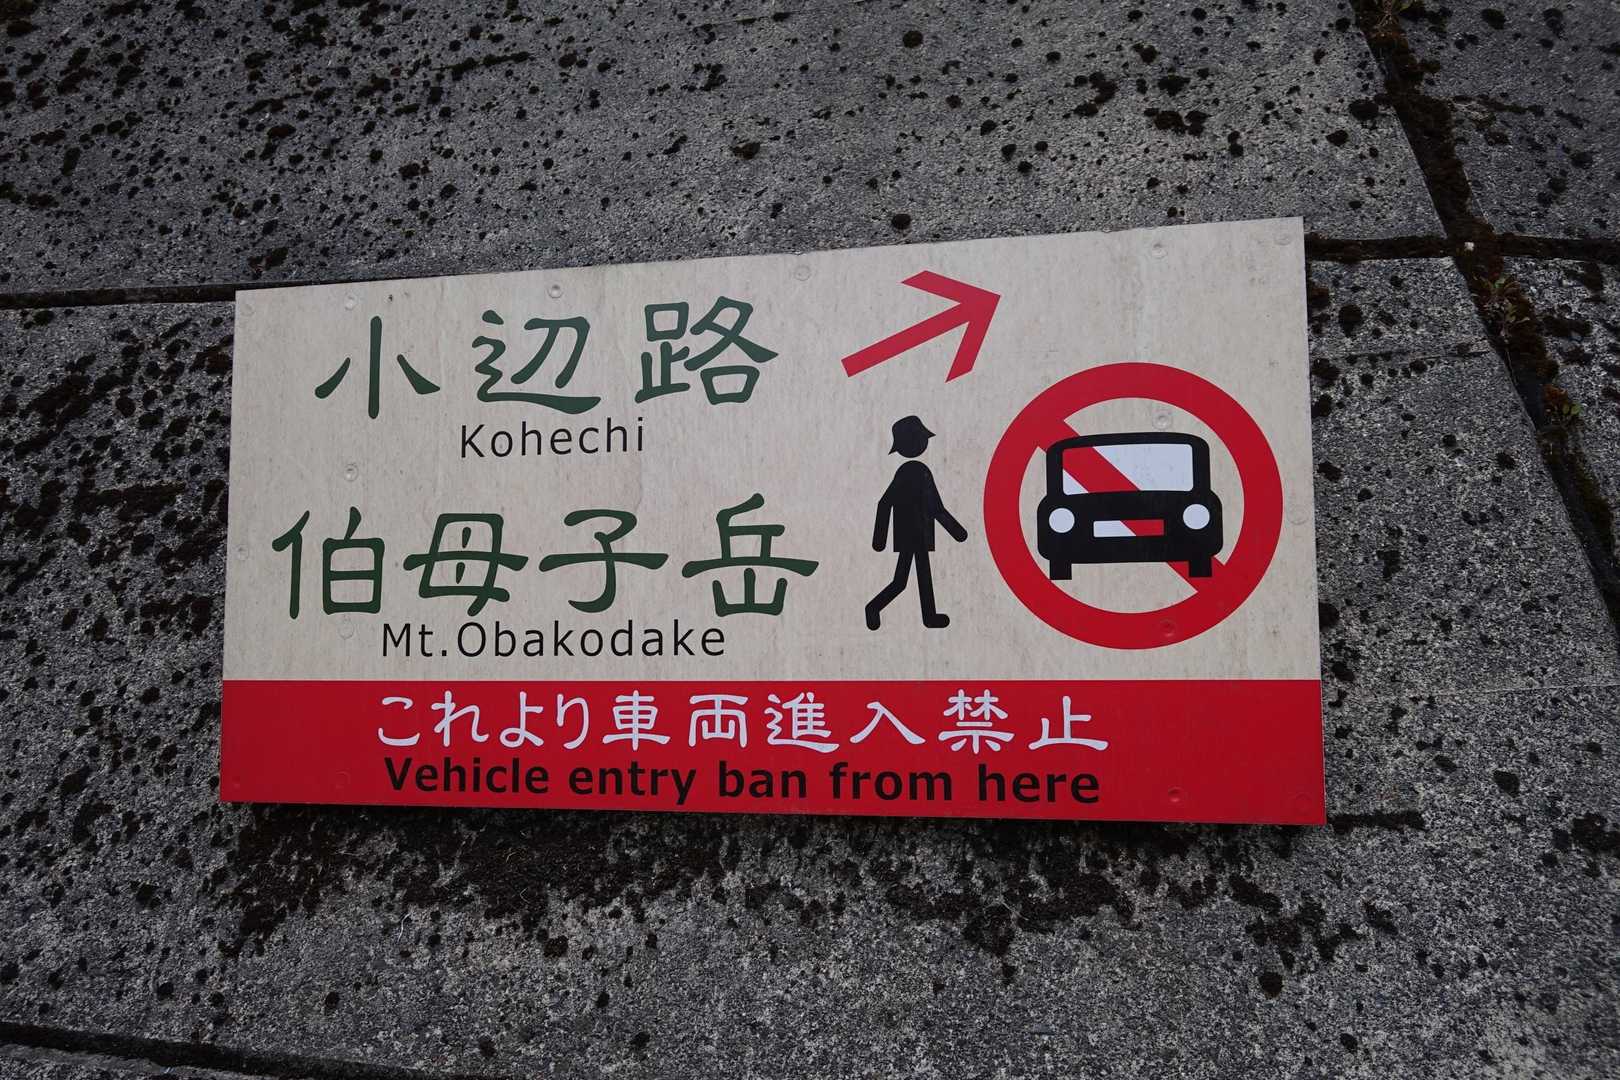 小辺路
Kohechi
伯母子岳
Mt.Obakodake
これより車両進入禁止
Vehicle entry ban from here